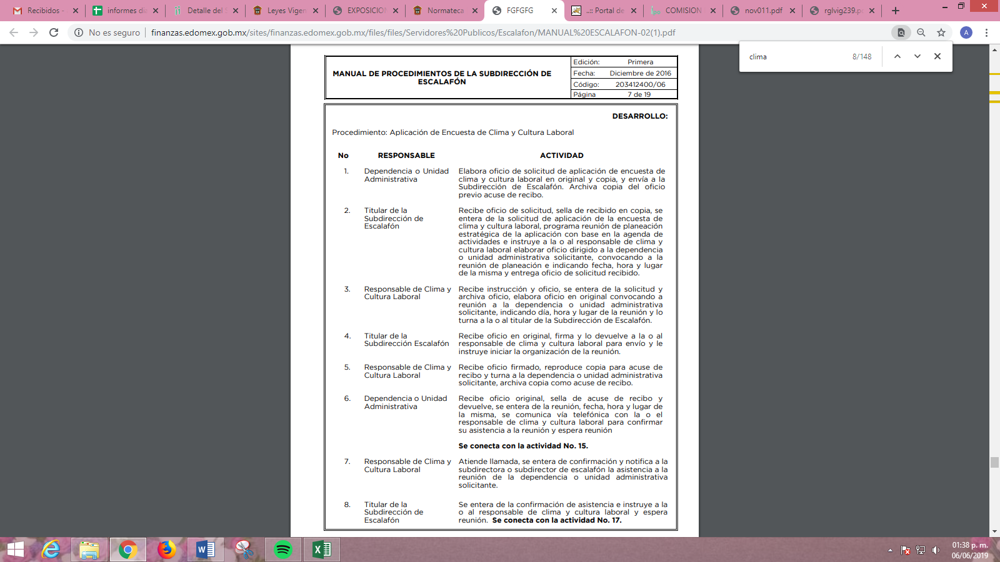 Recibidos -
informes di
Detalle del S
Leyes Vigen
EXPOSICION
Normateca
FGFGFG
..:: Portal de
COMISION
nov011.pdf
rglvig239.pd
No es seguro
finanzas.edomex.gob.mx/sites/finanzas.edomex.gob.mx/files/files/Servidores%20Publicos/Escalafon/MANUAL%20ESCALAFON-02(1).pdf
A
clima
8/148
MANUAL DE PROCEDIMIENTOS DE LA SUBDIRECCIÓN DE
ESCALAFÓN
Edición: Primera
Fecha: Diciembre de 2016
Código: 203412400/06
Página 7 de 19
DESARROLLO:
Procedimiento: Aplicación de Encuesta de Clima y Cultura Laboral
No RESPONSABLE ACTIVIDAD
1. Dependencia o Unidad Elabora oficio de solicitud de aplicación de encuesta de
Administrativa clima y cultura laboral en original y copia, y envía a la
Subdirección de Escalafón. Archiva copia del oficio
previo acuse de recibo.
2. Titular de la Recibe oficio de solicitud, sella de recibido en copia, se
Subdirección de entera de la solicitud de aplicación de la encuesta de
Escalafón clima y cultura laboral, programa reunión de planeación
estratégica de la aplicación con base en la agenda de
actividades e instruye a la o al responsable de clima y
cultura laboral elaborar oficio dirigido a la dependencia
o unidad administrativa solicitante, convocando a la
reunión de planeación e indicando fecha, hora y lugar
de la misma y entrega oficio de solicitud recibido.
3. Responsable de Clima y Recibe instrucción y oficio, se entera de la solicitud y
Cultura Laboral archiva oficio, elabora oficio en original convocando a
reunión a la dependencia o unidad administrativa
solicitante, indicando día, hora y lugar de la reunión y lo
turna a la o al titular de la Subdirección de Escalafón.
4. Titular de la Recibe oficio en original, firma y lo devuelve a la o al
Subdirección Escalafón responsable de clima y cultura laboral para envío y le
instruye iniciar la organización de la reunión.
5. Responsable de Clima y Recibe oficio firmado, reproduce copia para acuse de
Cultura Laboral recibo y turna a la dependencia o unidad administrativa
solicitante, archiva copia como acuse de recibo.
6. Dependencia o Unidad Recibe oficio original, sella de acuse de recibo y
Administrativa devuelve, se entera de la reunión, fecha, hora y lugar de
la misma, se comunica vía telefónica con la o el
responsable de clima y cultura laboral para confirmar
su asistencia a la reunión y espera reunión
Se conecta con la actividad No. 15.
7. Responsable de Clima y Atiende llamada, se entera de confirmación y notifica a la
Cultura Laboral subdirectora o subdirector de escalafón la asistencia a la
reunión de la dependencia o unidad administrativa
solicitante.
8. Titular de la Se entera de la confirmación de asistencia e instruye a la
Subdirección de o al responsable de clima y cultura laboral y espera
Escalafón reunión. Se conecta con la actividad No. 17.
01:38 p. m.
06/06/2019